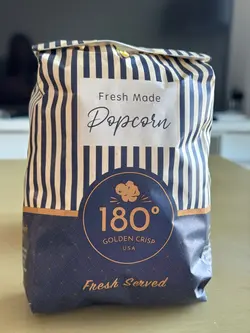 Fresh Made
Popcorn
180°
GOLDEN CRISP
USA
Fresh Served